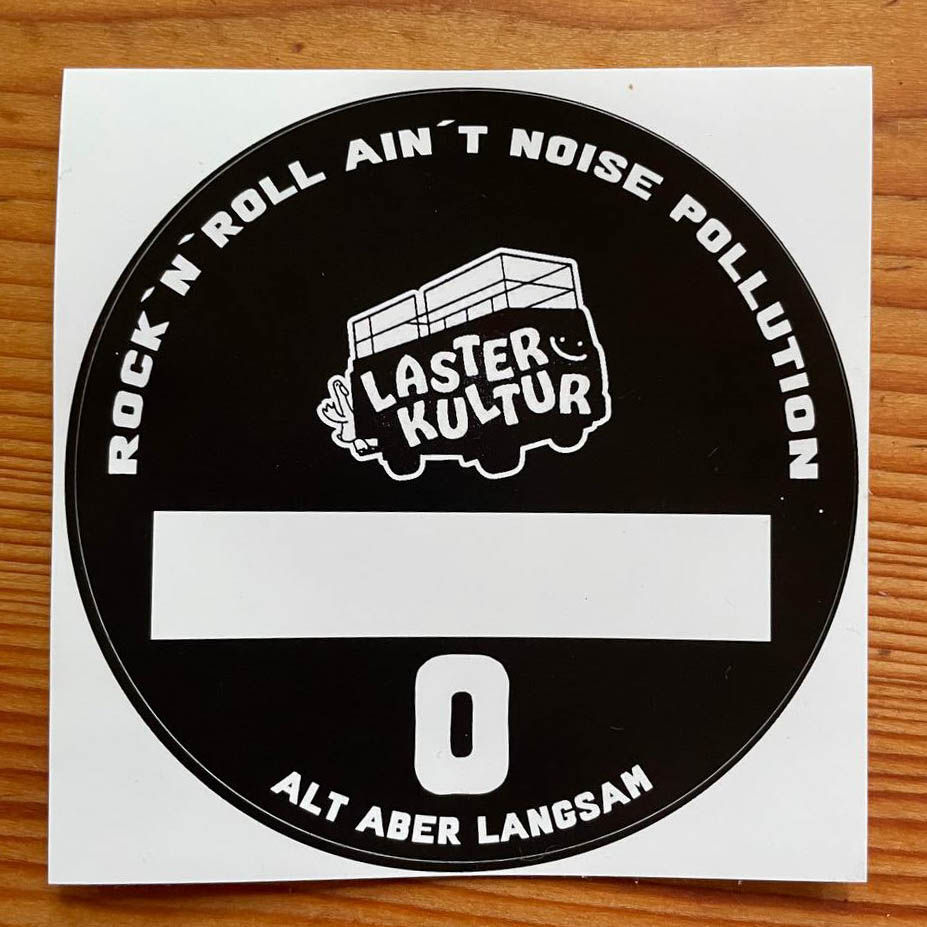 ROCK´N`ROLL AIN´T NOISE POLLUTION
LASTER
KULTUR
0
ALT ABER LANGSAM